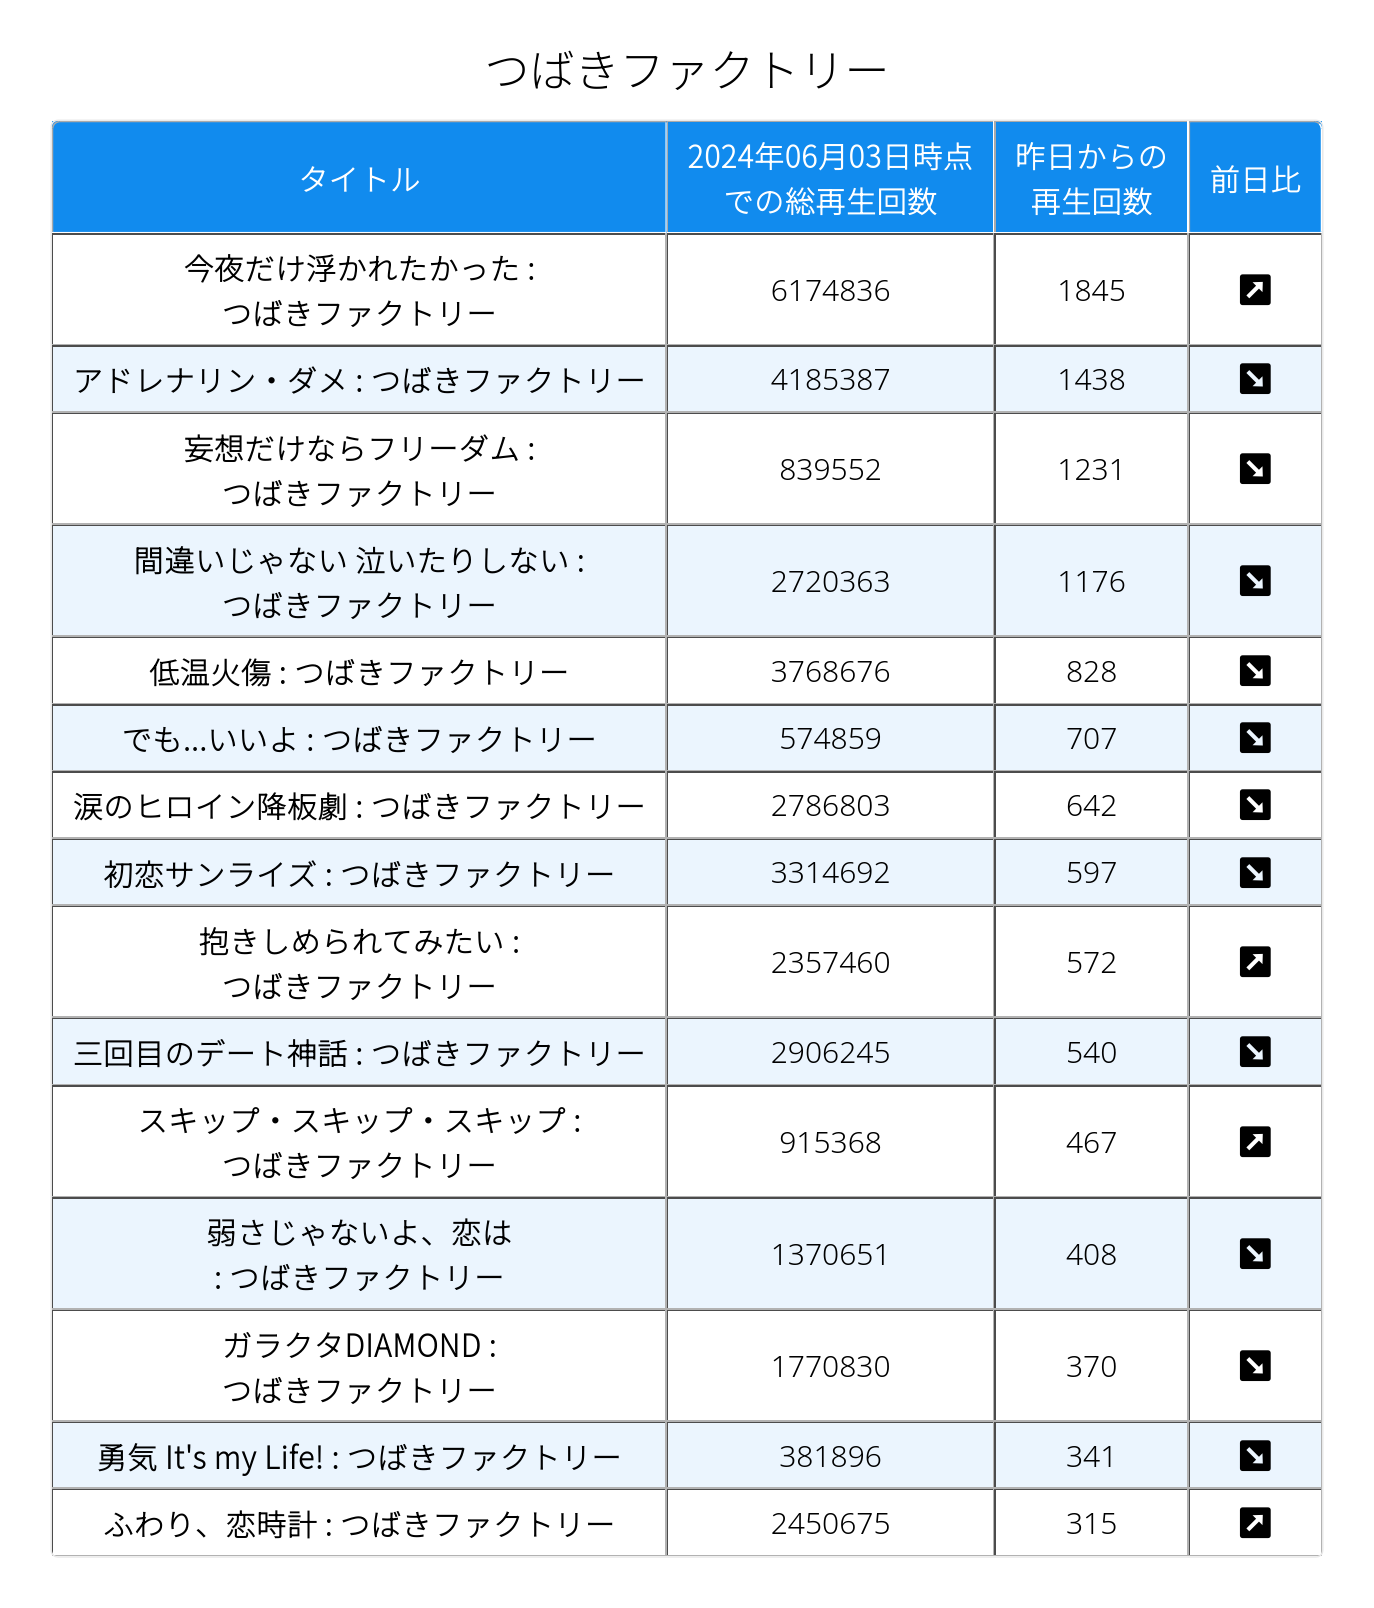 つばきファクトリー
タイトル
2024年06月03日時点
での総再生回数
昨日からの
再生回数
前日比
今夜だけ浮かれたかった :
つばきファクトリー
6174836
1845
アドレナリン・ダメ : つばきファクトリー
4185387
1438
妄想だけならフリーダム :
つばきファクトリー
839552
1231
間違いじゃない 泣いたりしない :
つばきファクトリー
2720363
1176
低温火傷 : つばきファクトリー
3768676
828
でも...いいよ : つばきファクトリー
574859
707
涙のヒロイン降板劇 : つばきファクトリー
2786803
642
初恋サンライズ : つばきファクトリー
3314692
597
抱きしめられてみたい :
つばきファクトリー
2357460
572
三回目のデート神話 : つばきファクトリー
2906245
540
スキップ・スキップ・スキップ :
つばきファクトリー
915368
467
弱さじゃないよ、恋は
: つばきファクトリー
1370651
408
ガラクタDIAMOND :
つばきファクトリー
1770830
370
勇気 It's my Life! : つばきファクトリー
381896
341
ふわり、恋時計 : つばきファクトリー
2450675
315